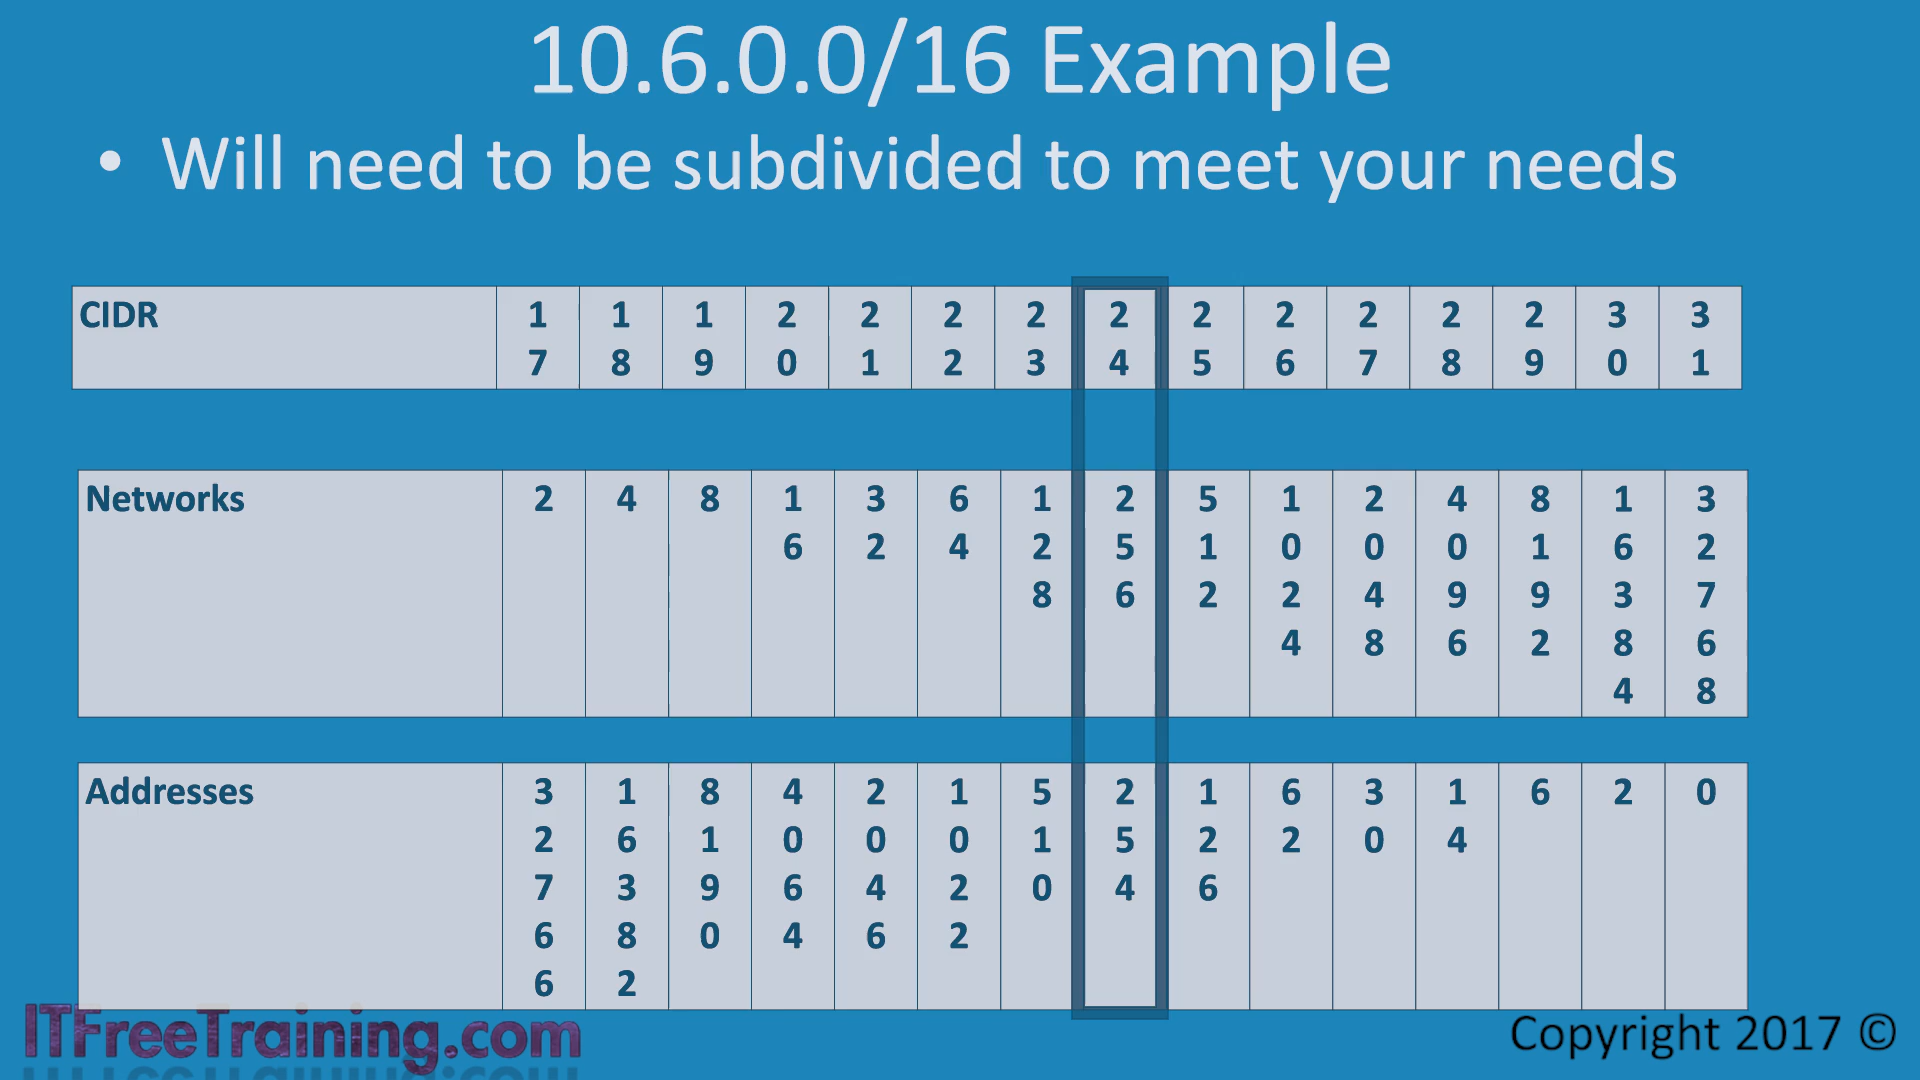 10.6.0.0/16 Example
• Will need to be subdivided to meet your needs
CIDR 17 18 19 20 21 22 23 24 25 26 27 28 29 30 31
Networks 2 4 8 16 32 64 128 256 512 1024 2048 4096 8192 16384 32768
Addresses 32766 16382 8190 4064 2046 1022 510 254 126 62 30 14 6 2 0
ITFreeTraining.com
Copyright 2017 ©